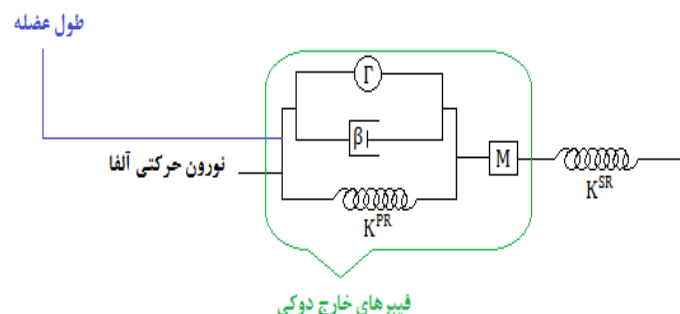 طول عضله
Γ
β
نورون حرکتی آلفا
M
K^PR
K^SR
فیبرهای خارج دوکی